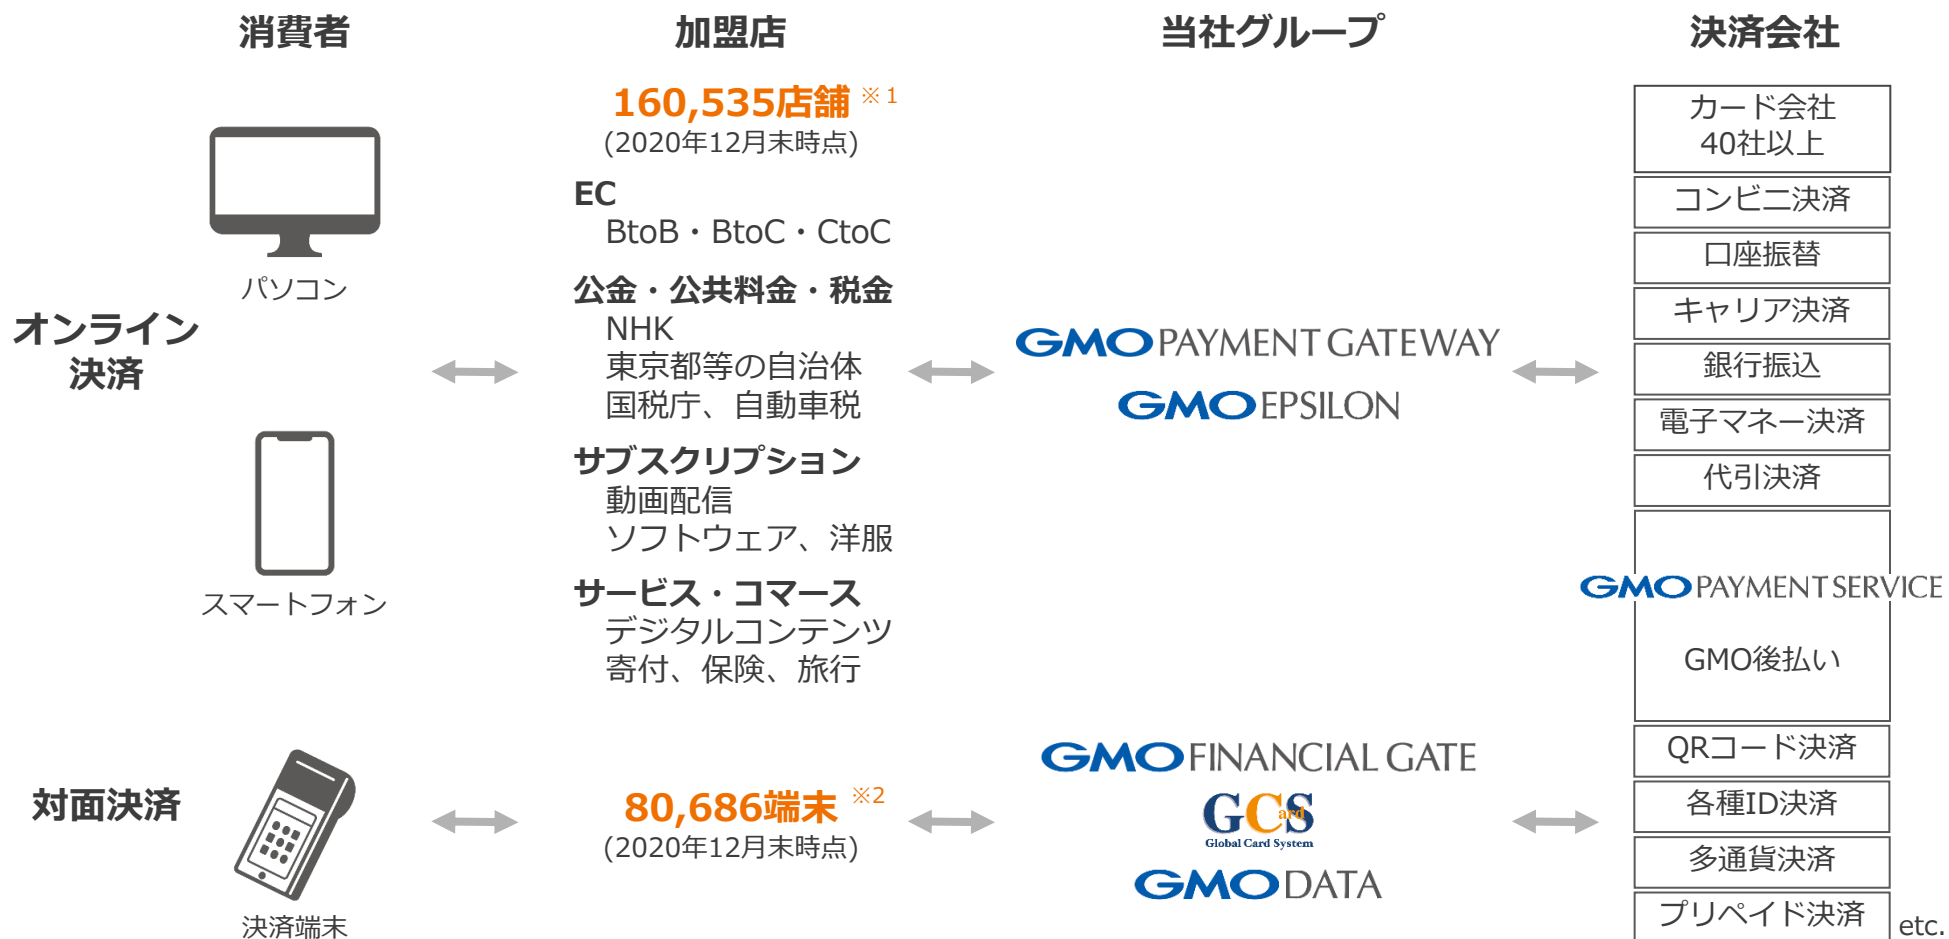 消費者
加盟店
当社グループ
決済会社
オンライン
決済
パソコン
スマートフォン
160,535店舗 ※1
(2020年12月末時点)
EC
BtoB・BtoC・CtoC
公金・公共料金・税金
NHK
東京都等の自治体
国税庁、自動車税
サブスクリプション
動画配信
ソフトウェア、洋服
サービス・コマース
デジタルコンテンツ
寄付、保険、旅行
GMO PAYMENT GATEWAY
GMO EPSILON
カード会社
40社以上
コンビニ決済
口座振替
キャリア決済
銀行振込
電子マネー決済
代引決済
GMO PAYMENT SERVICE
GMO後払い
対面決済
決済端末
80,686端末 ※2
(2020年12月末時点)
GMO FINANCIAL GATE
GCardS
Global Card System
GMO DATA
QRコード決済
各種ID決済
多通貨決済
プリペイド決済
etc.